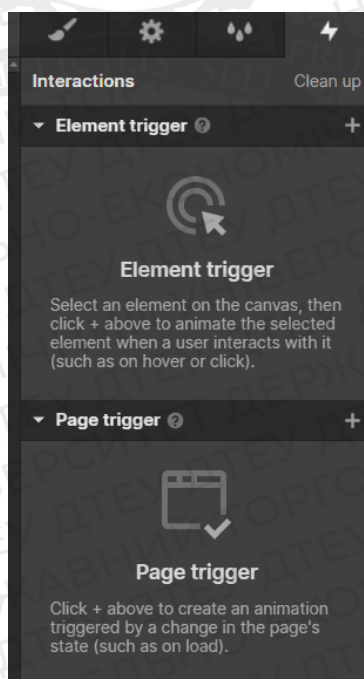 Interactions Clean up
Element trigger ? +
Element trigger
Select an element on the canvas, then
click + above to animate the selected
element when a user interacts with it
(such as on hover or click).
Page trigger ? +
Page trigger
Click + above to create an animation
triggered by a change in the page's
state (such as on load).